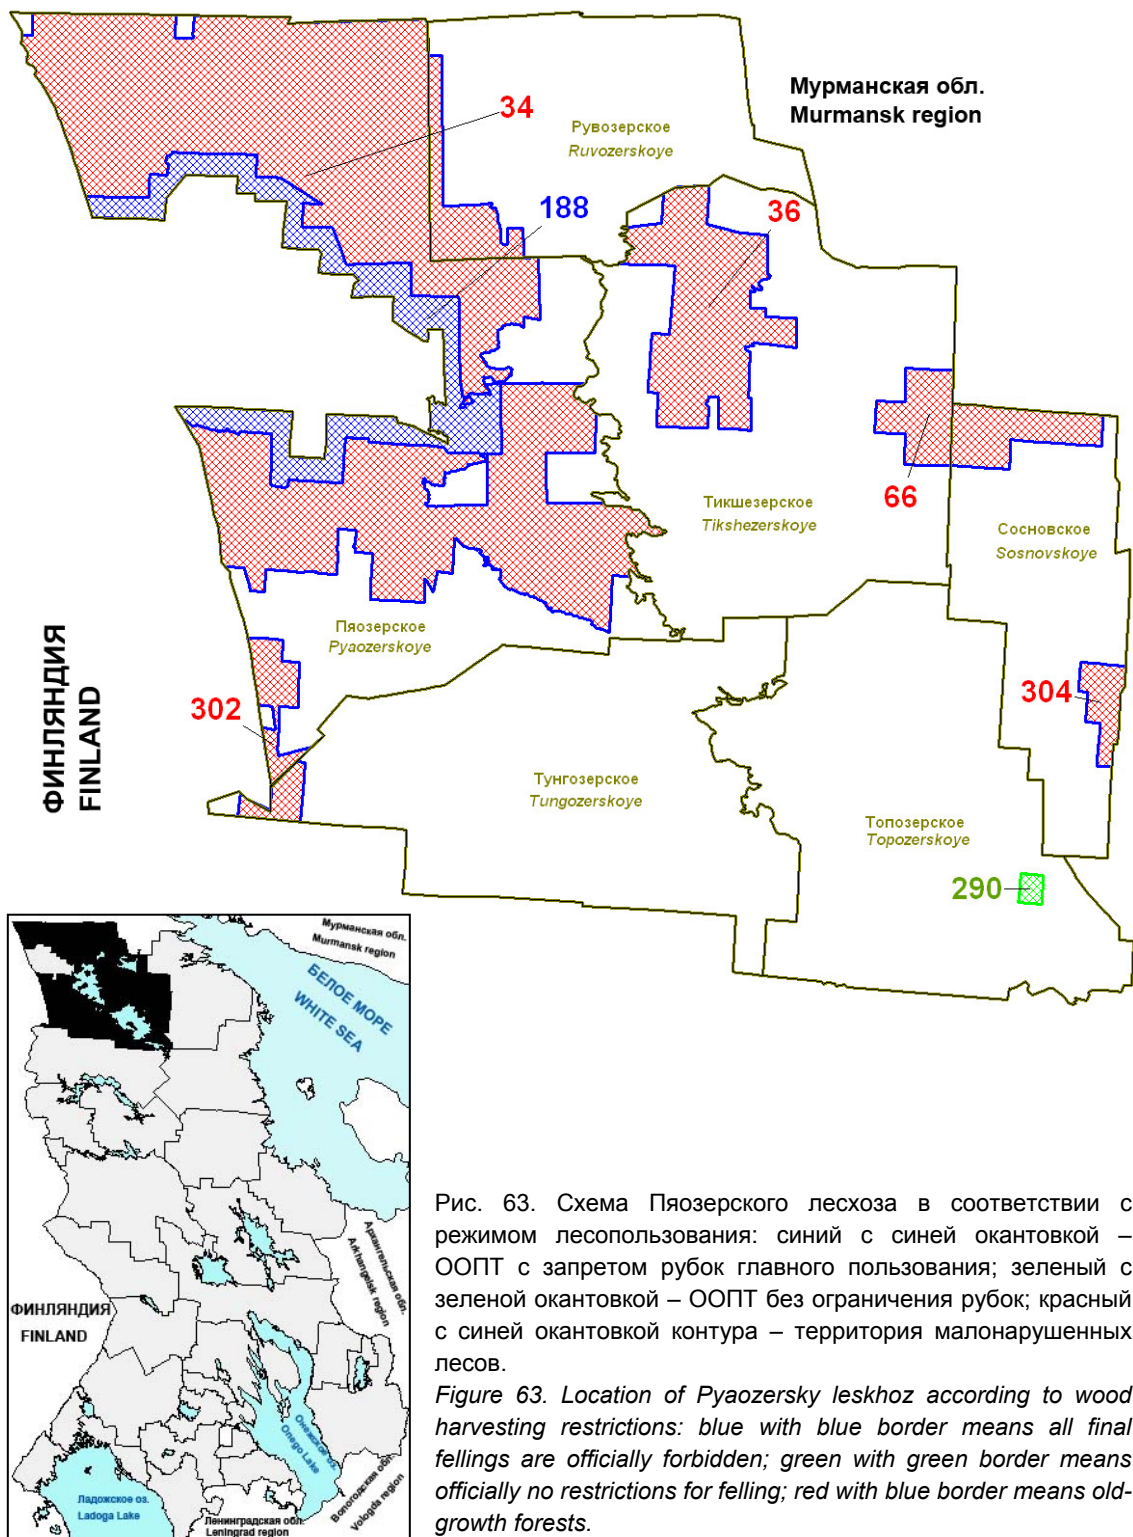 Мурманская обл.
Murmansk region
34
Рувозерское
Ruvozerskoye
188
36
66
Тикшезерское
Tikshezerskoye
Сосновское
Sosnovskoye
Пяозерское
Pyaozerskoye
ФИНЛЯНДИЯ
FINLAND
302
304
Тунгозерское
Tungozerskoye
Топозерское
Topozerskoye
290
Мурманская обл.
Murmansk region
БЕЛОЕ МОРЕ
WHITE SEA
Архангельская обл.
Arkhangelsk region
ФИНЛЯНДИЯ
FINLAND
Онежское оз.
Onego Lake
Вологодская обл.
Vologda region
Ладожское оз.
Ladoga Lake
Ленинградская обл.
Leningrad region
Рис. 63. Схема Пяозерского лесхоза в соответствии с
режимом лесопользования: синий с синей окантовкой –
ООПТ с запретом рубок главного пользования; зеленый с
зеленой окантовкой – ООПТ без ограничения рубок; красный
с синей окантовкой контура – территория малонарушенных
лесов.
Figure 63. Location of Pyaozersky leskhoz according to wood
harvesting restrictions: blue with blue border means all final
fellings are officially forbidden; green with green border means
officially no restrictions for felling; red with blue border means old-
growth forests.